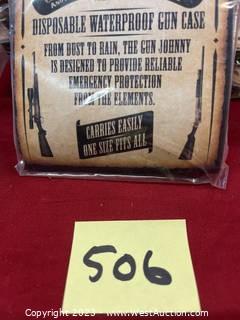 DISPOSABLE WATERPROOF GUN CASE
FROM DUST TO RAIN, THE GUN JOHNNY
IS DESIGNED TO PROVIDE RELIABLE
EMERGENCY PROTECTION
FROM THE ELEMENTS.
CARRIES EASILY
ONE SIZE FITS ALL
506
Copyright 2023 - www.WestAuction.com